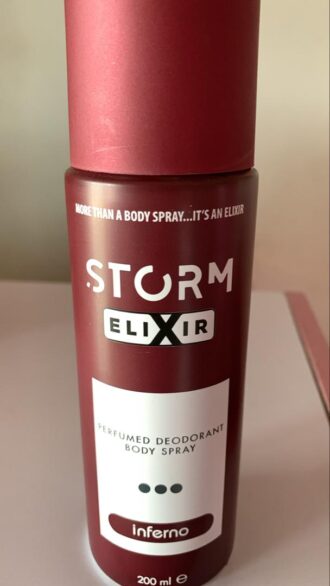 MORE THAN A BODY SPRAY...IT'S AN ELIXIR
STORM
ELIXIR
PERFUMED DEODORANT
BODY SPRAY
inferno
200 ml e